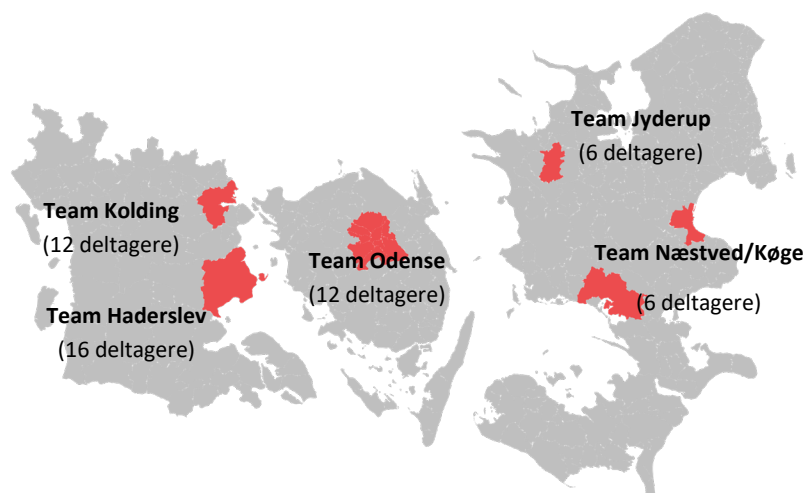 Team Jyderup
(6 deltagere)
Team Kolding
(12 deltagere)
Team Odense
(12 deltagere)
Team Næstved/Køge
(6 deltagere)
Team Haderslev
(16 deltagere)